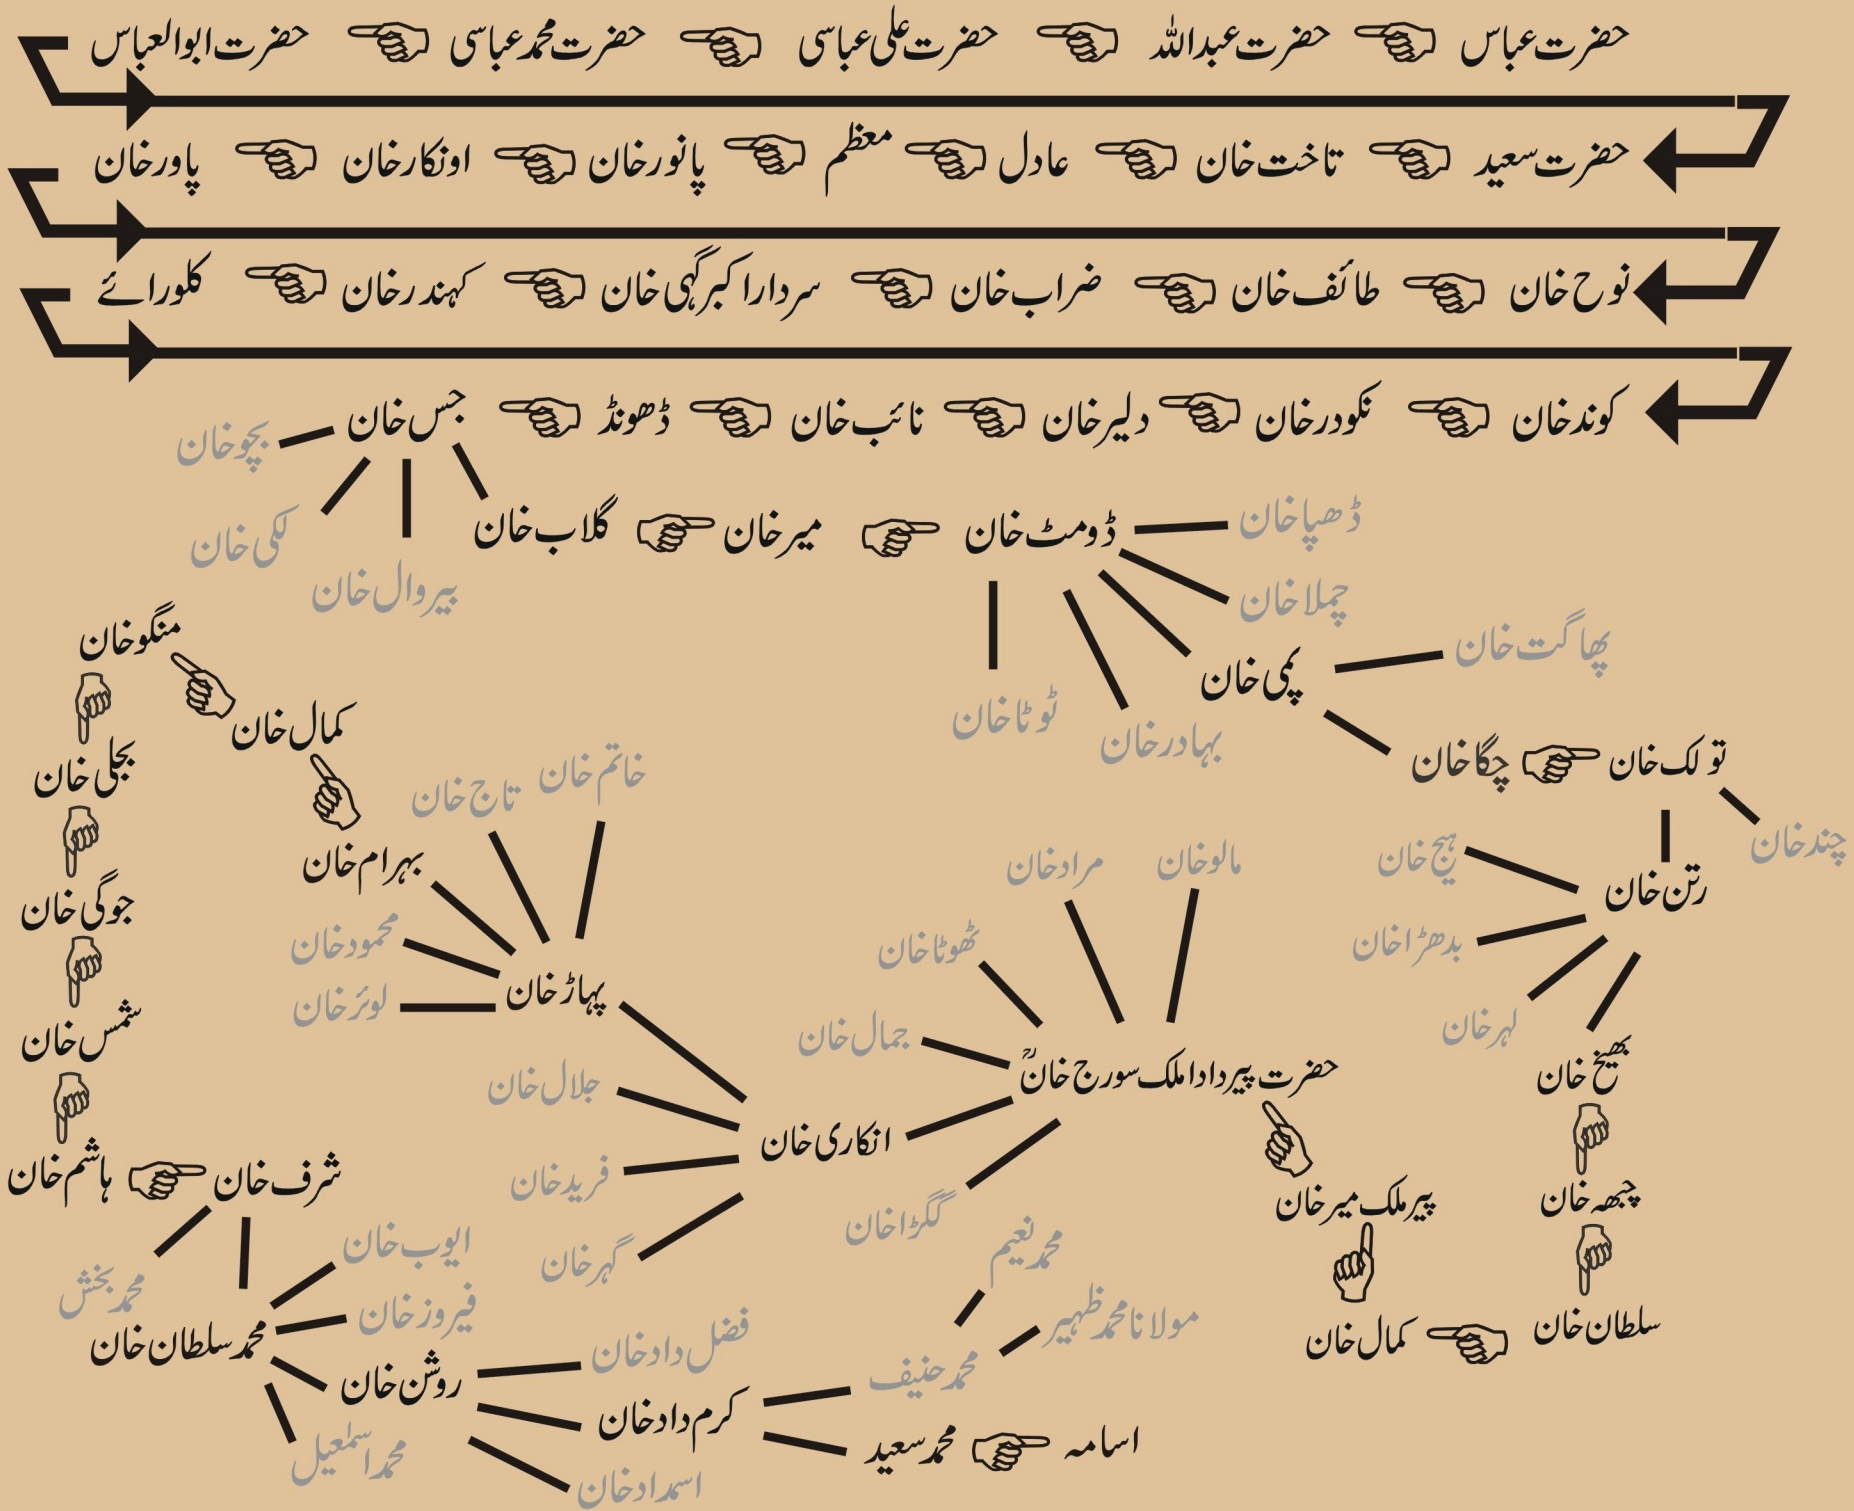 حضرت عباس حضرت عبداللہ حضرت علی عباسی حضرت محمد عباسی حضرت ابوالعباس
حضرت سعید تاخت خان عادل معظم پانور خان اونکار خان پاور خان
نوح خان طائف خان ضراب خان سردار اکبر گہی خان کہندر خان کلورائے
کوند خان نکودر خان دلیر خان نائب خان ڈھونڈ جس خان بجو خان
گلاب خان میر خان ڈومٹ خان ڈھپا خان
لکی خان
بیروال خان
چملا خان
پمی خان
پھاگت خان
ٹوٹا خان
بہادر خان
چگا خان تولک خان
چند خان
رتن خان
ہیج خان
بدھڑا خان
لہر خان
بھیخ خان
چبھہ خان
سلطان خان
کمال خان
پیر ملک میر خان
حضرت پیر دادا ملک سورج خانؒ
مالو خان
مراد خان
ٹھوٹا خان
جمال خان
گگڑا خان
انکاری خان
جلال خان
فرید خان
گہر خان
پہاڑ خان
خاتم خان
تاج خان
محمود خان
لوئر خان
بہرام خان
کمال خان
منگو خان
بجلی خان
جوگی خان
شمس خان
ہاشم خان
شرف خان
محمد بخش
محمد سلطان خان
ایوب خان
فیروز خان
محمد اسمٰعیل
روشن خان
فضل داد خان
اسمداد خان
کرم داد خان
محمد حنیف
محمد نعیم
مولانا محمد ظہیر
محمد سعید
اسامہ